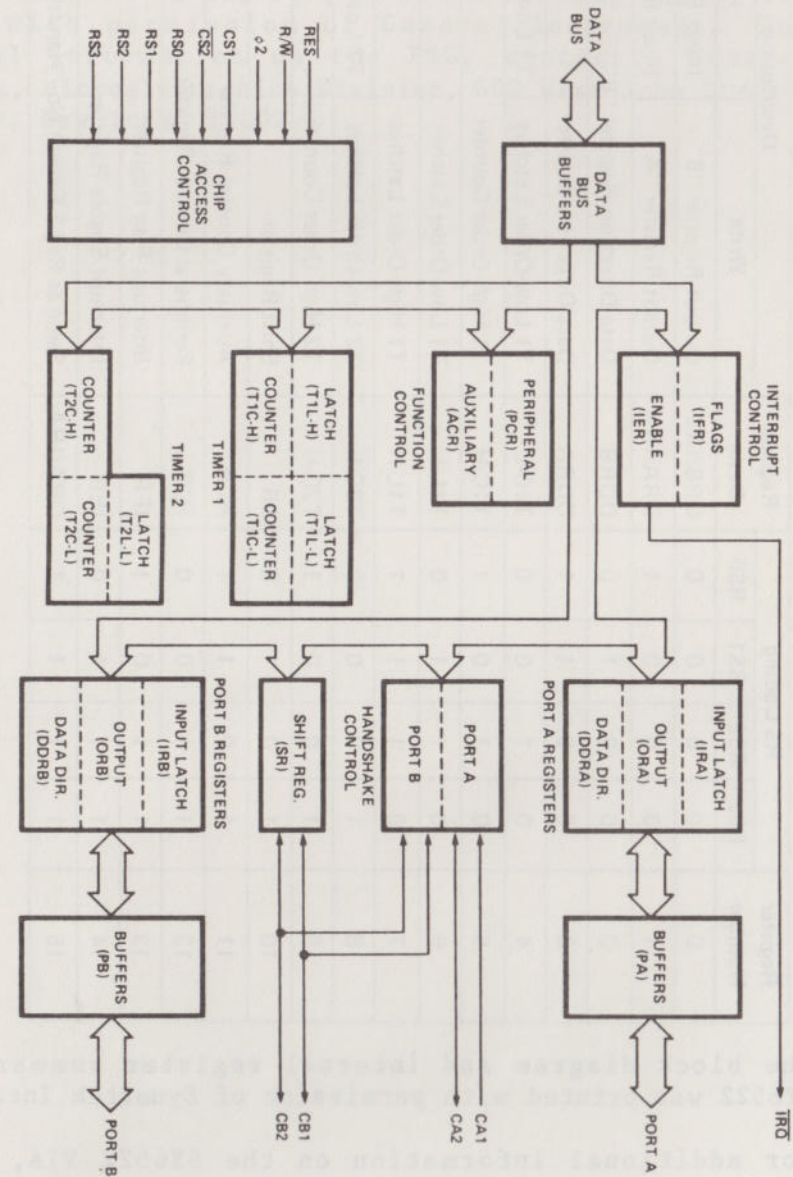 INTERRUPT
CONTROL
FLAGS
(IFR)
ENABLE
(IER)
IRQ
DATA
BUS
DATA
BUS
BUFFERS
INPUT LATCH
(IRA)
OUTPUT
(ORA)
DATA DIR.
(DDRA)
PORT A REGISTERS
BUFFERS
(PA)
PORT A
PERIPHERAL
(PCR)
AUXILIARY
(ACR)
FUNCTION
CONTROL
PORT A
PORT B
HANDSHAKE
CONTROL
CA1
CA2
RES
R/W
ϕ2
CS1
CS2
RS0
RS1
RS2
RS3
CHIP
ACCESS
CONTROL
LATCH
(T1L-H)
LATCH
(T1L-L)
COUNTER
(T1C-H)
COUNTER
(T1C-L)
TIMER 1
SHIFT REG.
(SR)
CB1
CB2
TIMER 2
LATCH
(T2L-L)
COUNTER
(T2C-H)
COUNTER
(T2C-L)
PORT B REGISTERS
INPUT LATCH
(IRB)
OUTPUT
(ORB)
DATA DIR.
(DDRB)
BUFFERS
(PB)
PORT B